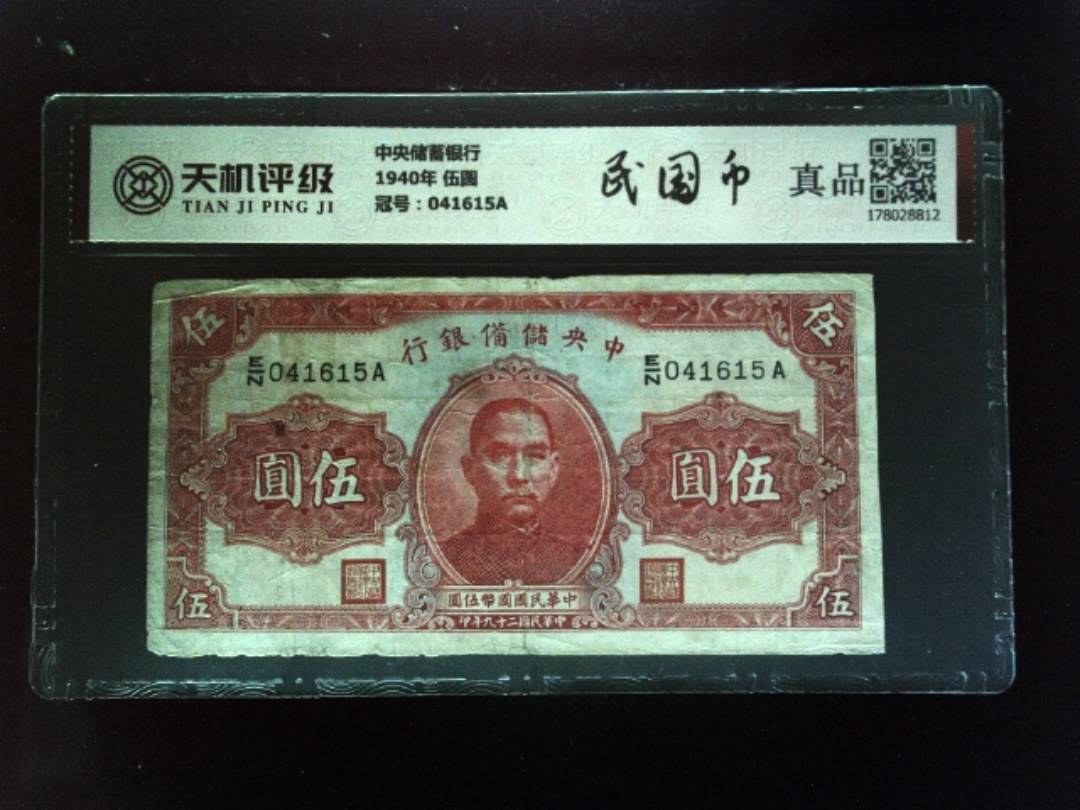 天机评级
TIAN JI PING JI
中央储蓄银行
1940年 伍圆
冠号：041615A
民国币
真品
178028812
伍
伍
行銀備儲央中
041615A
041615A
圓伍
圓伍
圓伍幣國國民華中
印年九十二國民華中
伍
伍